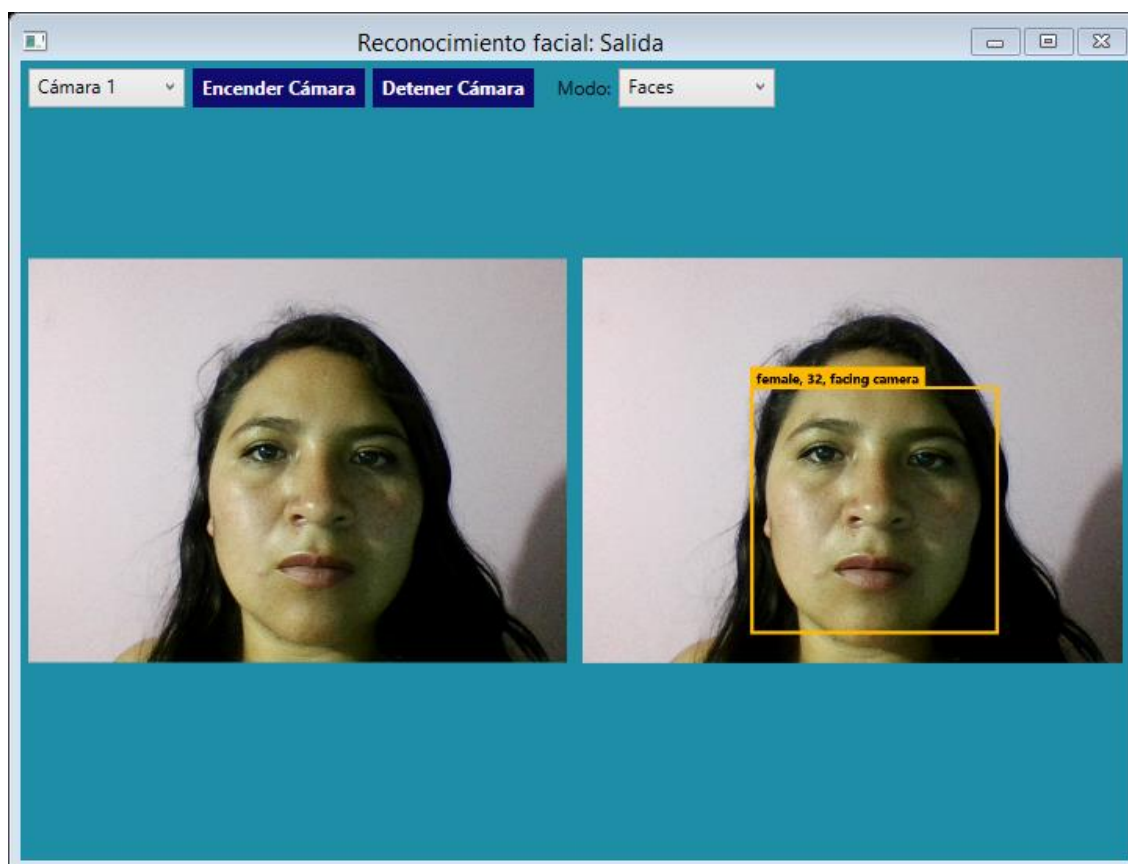 Reconocimiento facial: Salida
Cámara 1 Encender Cámara Detener Cámara Modo: Faces
female, 32, facing camera